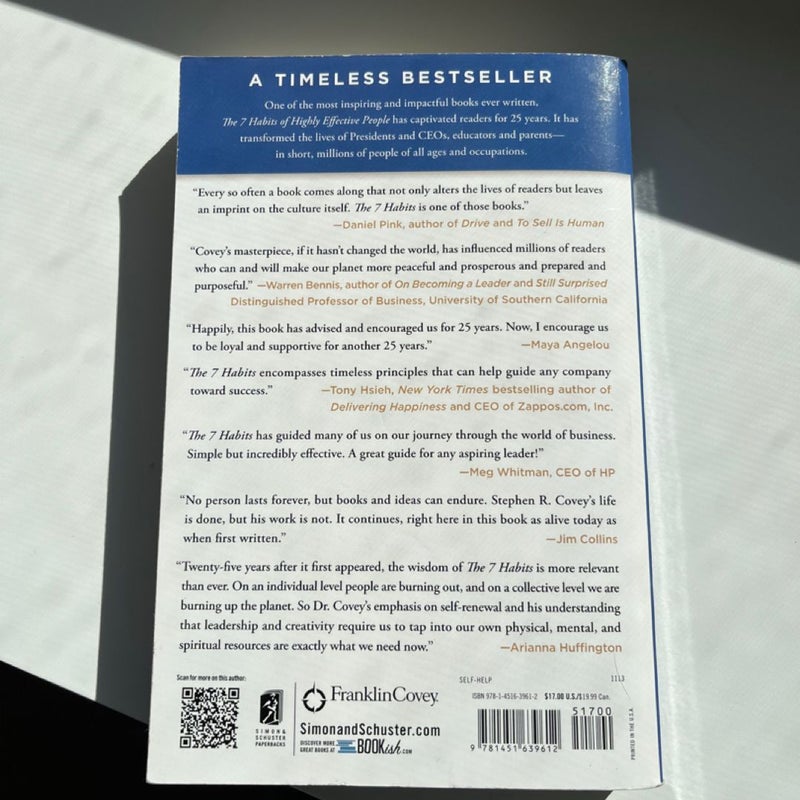 A TIMELESS BESTSELLER
One of the most inspiring and impactful books ever written,
The 7 Habits of Highly Effective People has captivated readers for 25 years. It has
transformed the lives of Presidents and CEOs, educators and parents—
in short, millions of people of all ages and occupations.
“Every so often a book comes along that not only alters the lives of readers but leaves
an imprint on the culture itself. The 7 Habits is one of those books.”
—Daniel Pink, author of Drive and To Sell Is Human
“Covey’s masterpiece, if it hasn’t changed the world, has influenced millions of readers
who can and will make our planet more peaceful and prosperous and prepared and
purposeful.” —Warren Bennis, author of On Becoming a Leader and Still Surprised
Distinguished Professor of Business, University of Southern California
“Happily, this book has advised and encouraged us for 25 years. Now, I encourage us
to be loyal and supportive for another 25 years.” —Maya Angelou
“The 7 Habits encompasses timeless principles that can help guide any company
toward success.” —Tony Hsieh, New York Times bestselling author of
Delivering Happiness and CEO of Zappos.com, Inc.
“The 7 Habits has guided many of us on our journey through the world of business.
Simple but incredibly effective. A great guide for any aspiring leader!”
—Meg Whitman, CEO of HP
“No person lasts forever, but books and ideas can endure. Stephen R. Covey’s life
is done, but his work is not. It continues, right here in this book as alive today as
when first written.” —Jim Collins
“Twenty-five years after it first appeared, the wisdom of The 7 Habits is more relevant
than ever. On an individual level people are burning out, and on a collective level we are
burning up the planet. So Dr. Covey’s emphasis on self-renewal and his understanding
that leadership and creativity require us to tap into our own physical, mental, and
spiritual resources are exactly what we need now.” —Arianna Huffington
Scan for more on this author:
SIMON &
SCHUSTER
PAPERBACKS
FranklinCovey
SimonandSchuster.com
DISCOVER MORE
GREAT BOOKS AT BOOKish.COM
SELF-HELP 1113
ISBN 978-1-4516-3961-2 $17.00 U.S./$19.99 Can.
51700
9 781451 639612
PRINTED IN THE U.S.A.